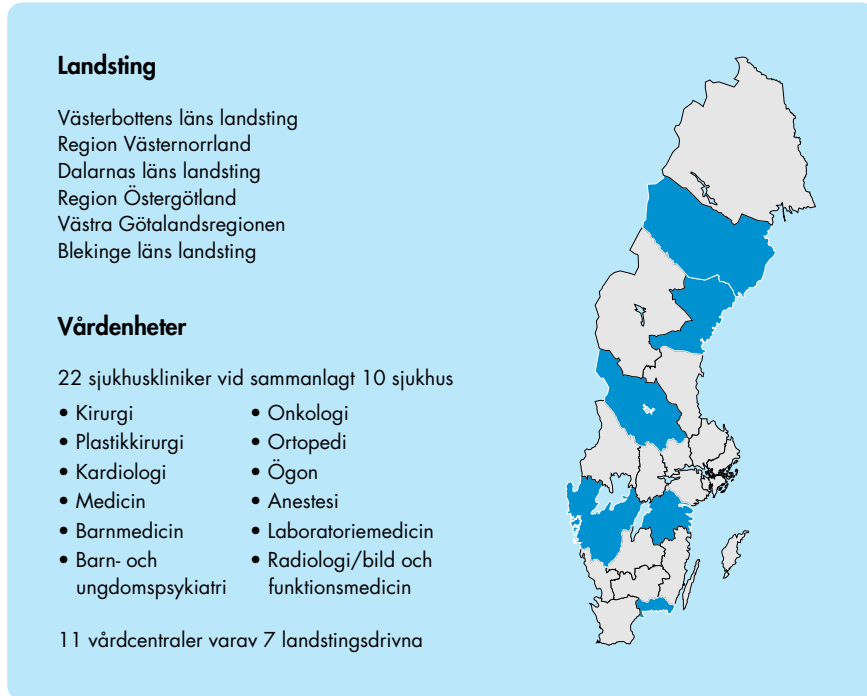 Landsting
Västerbottens läns landsting
Region Västernorrland
Dalarnas läns landsting
Region Östergötland
Västra Götalandsregionen
Blekinge läns landsting
Vårdenheter
22 sjukhuskliniker vid sammanlagt 10 sjukhus
• Kirurgi
• Plastikkirurgi
• Kardiologi
• Medicin
• Barnmedicin
• Barn- och
ungdomspsykiatri
• Onkologi
• Ortopedi
• Ögon
• Anestesi
• Laboratoriemedicin
• Radiologi/bild och
funktionsmedicin
11 vårdcentraler varav 7 landstingsdrivna